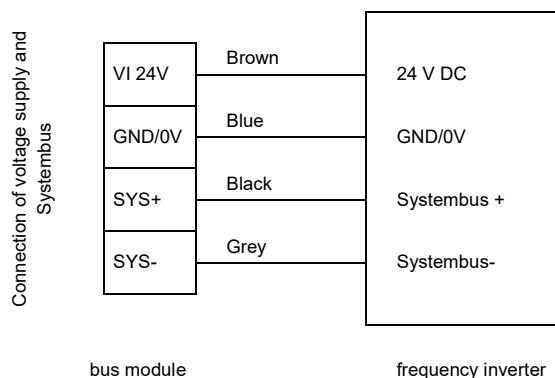 Connection of voltage supply and
Systembus
VI 24V
Brown
24 V DC
GND/0V
Blue
GND/0V
SYS+
Black
Systembus +
SYS-
Grey
Systembus-
bus module
frequency inverter